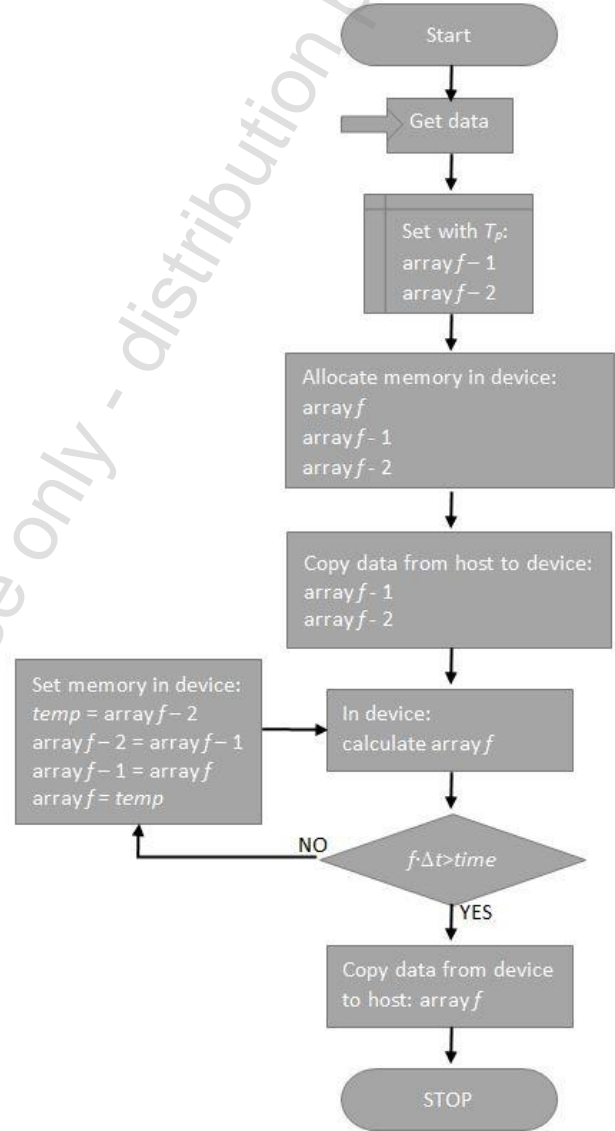 Start
Get data
Set with Tₚ:
array f – 1
array f – 2
Allocate memory in device:
array f
array f - 1
array f - 2
Copy data from host to device:
array f - 1
array f - 2
Set memory in device:
temp = array f – 2
array f – 2 = array f – 1
array f – 1 = array f
array f = temp
In device:
calculate array f
f·Δt>time
NO
YES
Copy data from device
to host: array f
STOP
se only - distribution p